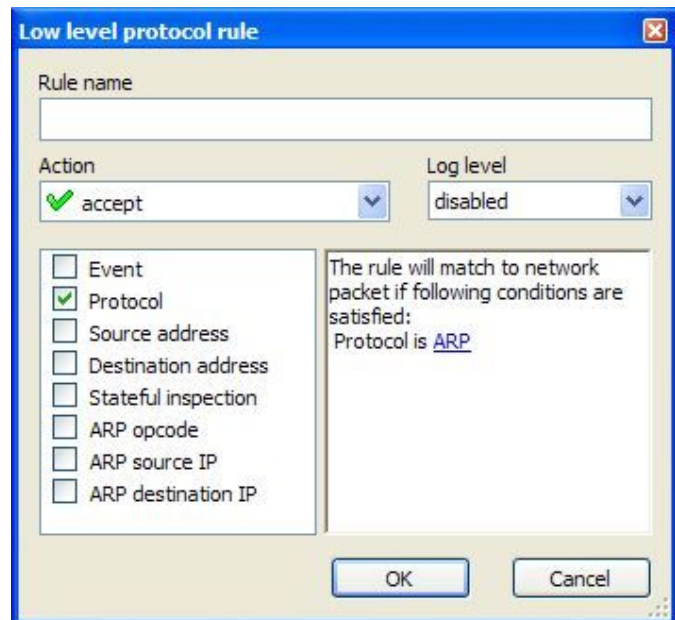 Low level protocol rule
Rule name
Action
Log level
accept
disabled
Event
Protocol
Source address
Destination address
Stateful inspection
ARP opcode
ARP source IP
ARP destination IP
The rule will match to network
packet if following conditions are
satisfied:
Protocol is ARP
OK
Cancel